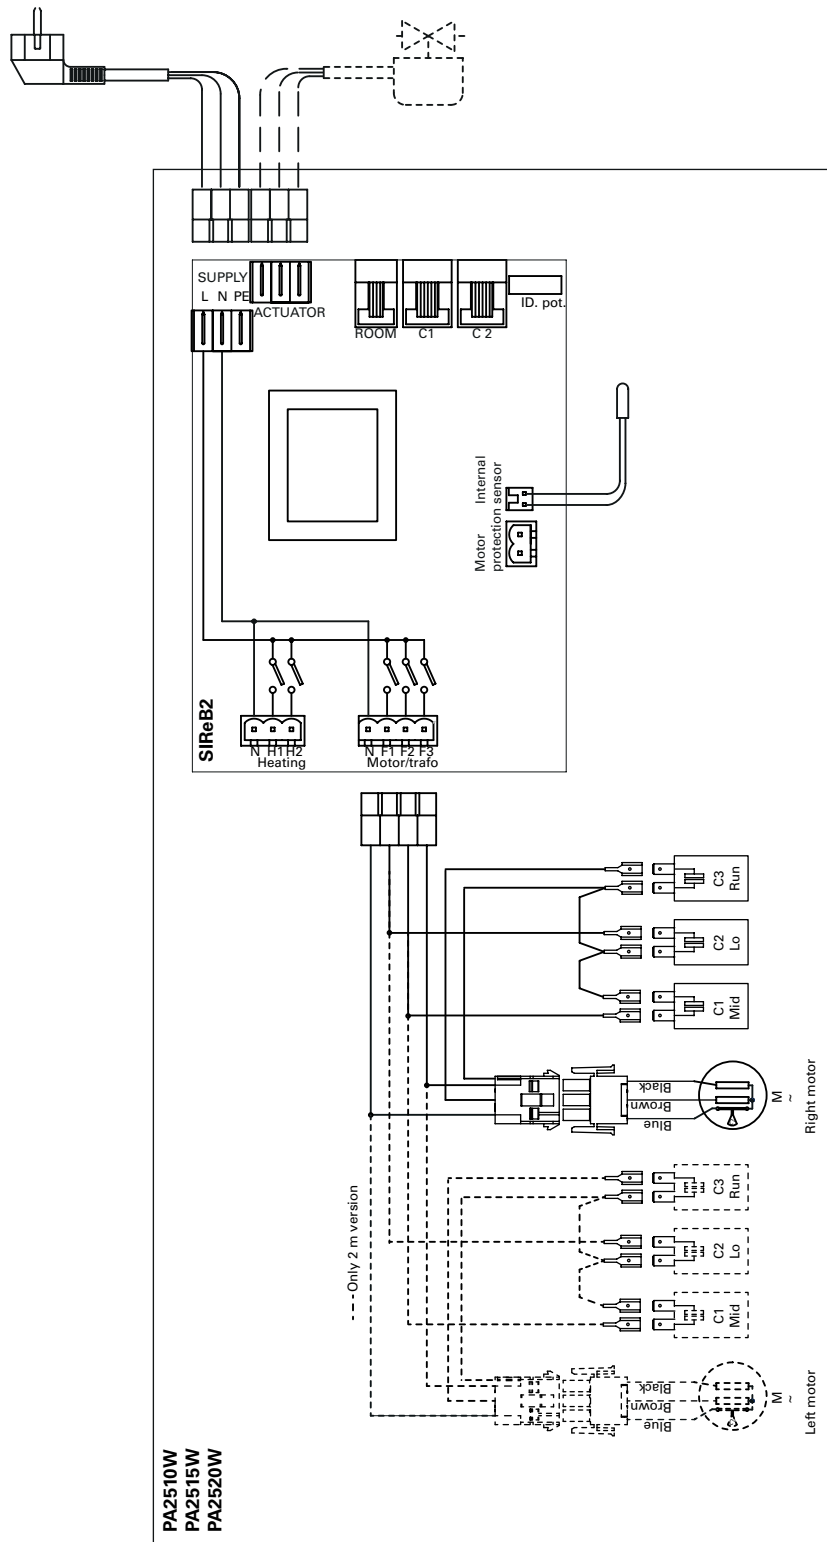 SUPPLY
L N PE
ACTUATOR
ROOM
C1
C 2
ID. pot.
Internal
sensor
Motor
protection
SIReB2
N H1 H2
Heating
N F1 F2 F3
Motor/trafo
C3
Run
C2
Lo
C1
Mid
Black
Brown
Blue
M
~
Right motor
Only 2 m version
C3
Run
C2
Lo
C1
Mid
Black
Brown
Blue
M
~
Left motor
PA2510W
PA2515W
PA2520W